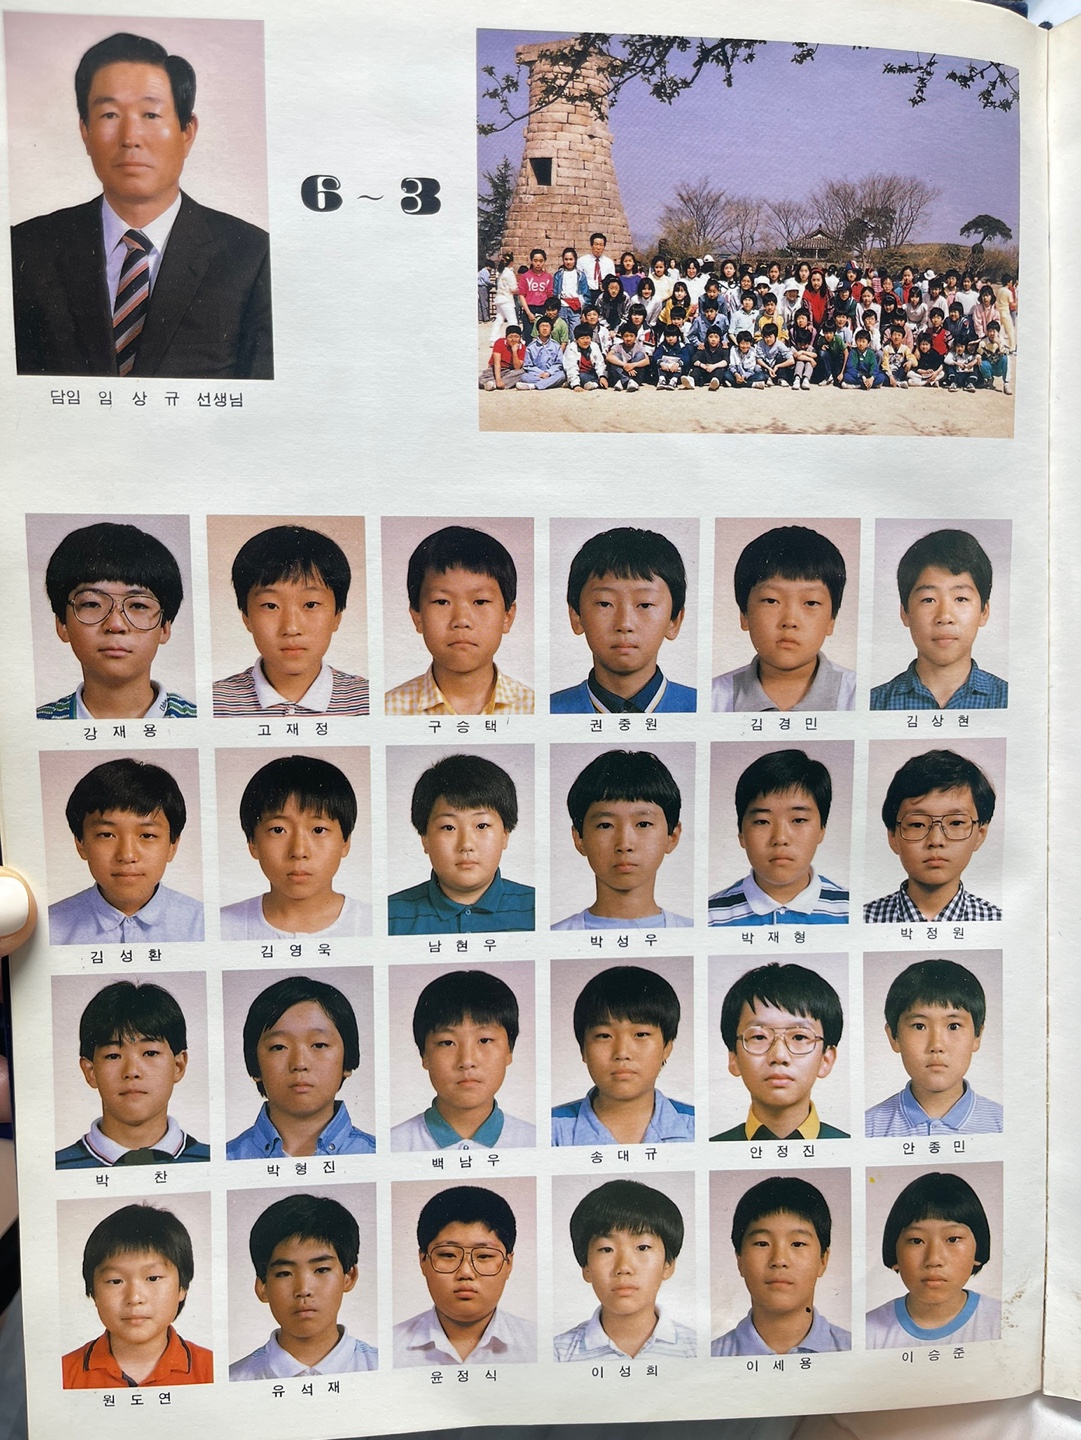 6~3
Yes!
담임 임 상 규 선생님
강 재 용 고 재 정 구 승 택 권 중 원 김 경 민 김 상 현
김 성 환 김 영 욱 남 현 우 박 성 우 박 재 형 박 정 원
박 찬 박 형 진 백 남 우 송 대 규 안 정 진 안 종 민
원 도 연 유 석 재 윤 정 식 이 성 희 이 세 용 이 승 준